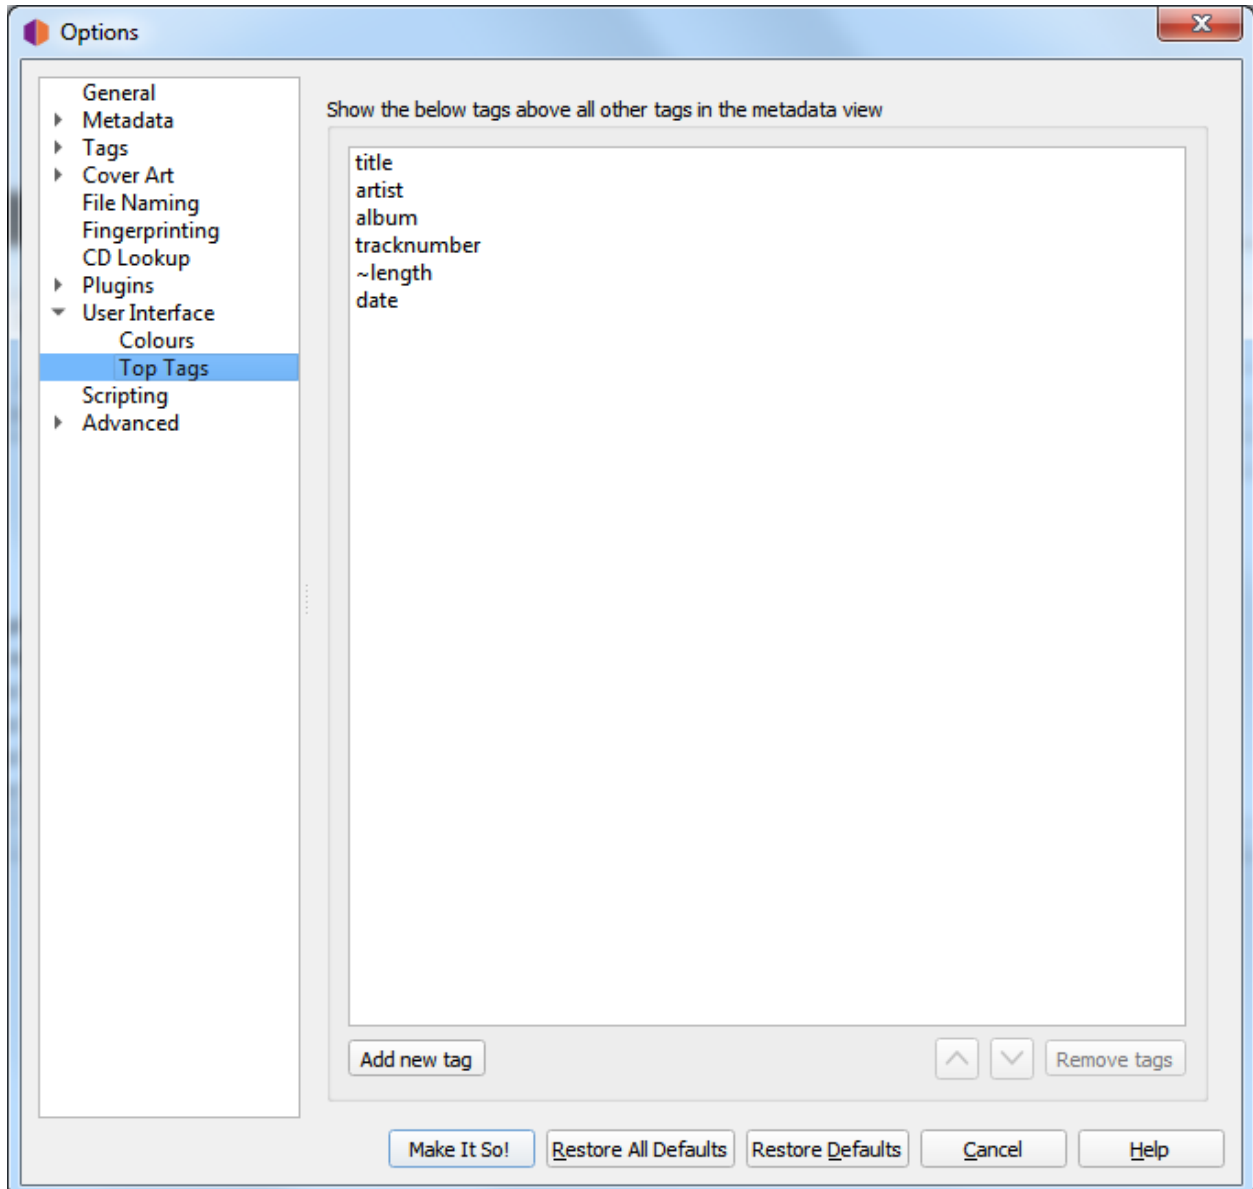 Options
General
Metadata
Tags
Cover Art
File Naming
Fingerprinting
CD Lookup
Plugins
User Interface
Colours
Top Tags
Scripting
Advanced
Show the below tags above all other tags in the metadata view
title
artist
album
tracknumber
~length
date
Add new tag
Remove tags
Make It So!
Restore All Defaults
Restore Defaults
Cancel
Help